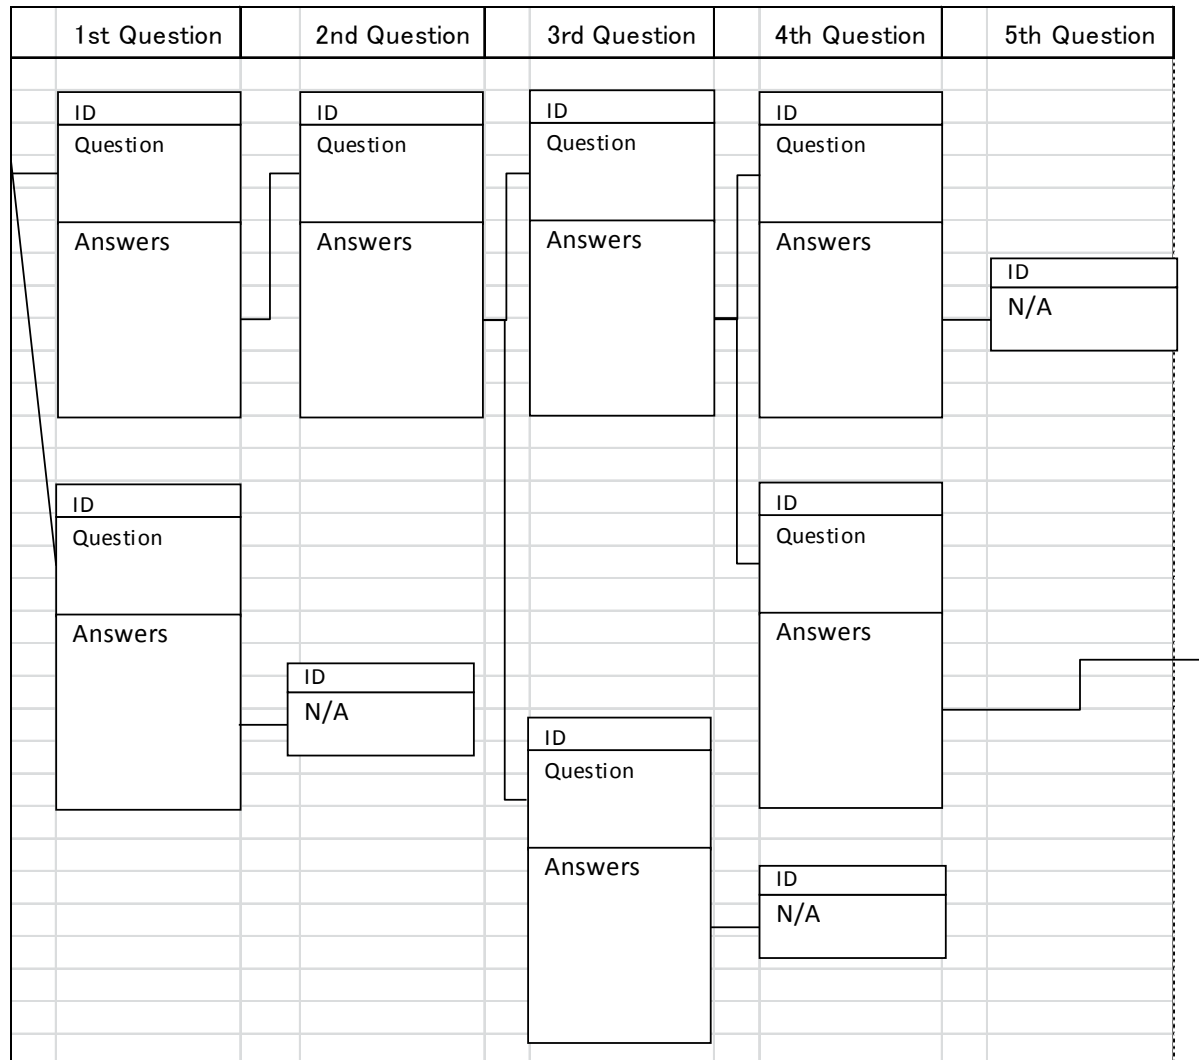 1st Question
2nd Question
3rd Question
4th Question
5th Question
ID
Question
Answers
ID
Question
Answers
ID
Question
Answers
ID
Question
Answers
ID
N/A
ID
Question
Answers
ID
N/A
ID
Question
Answers
ID
Question
Answers
ID
N/A